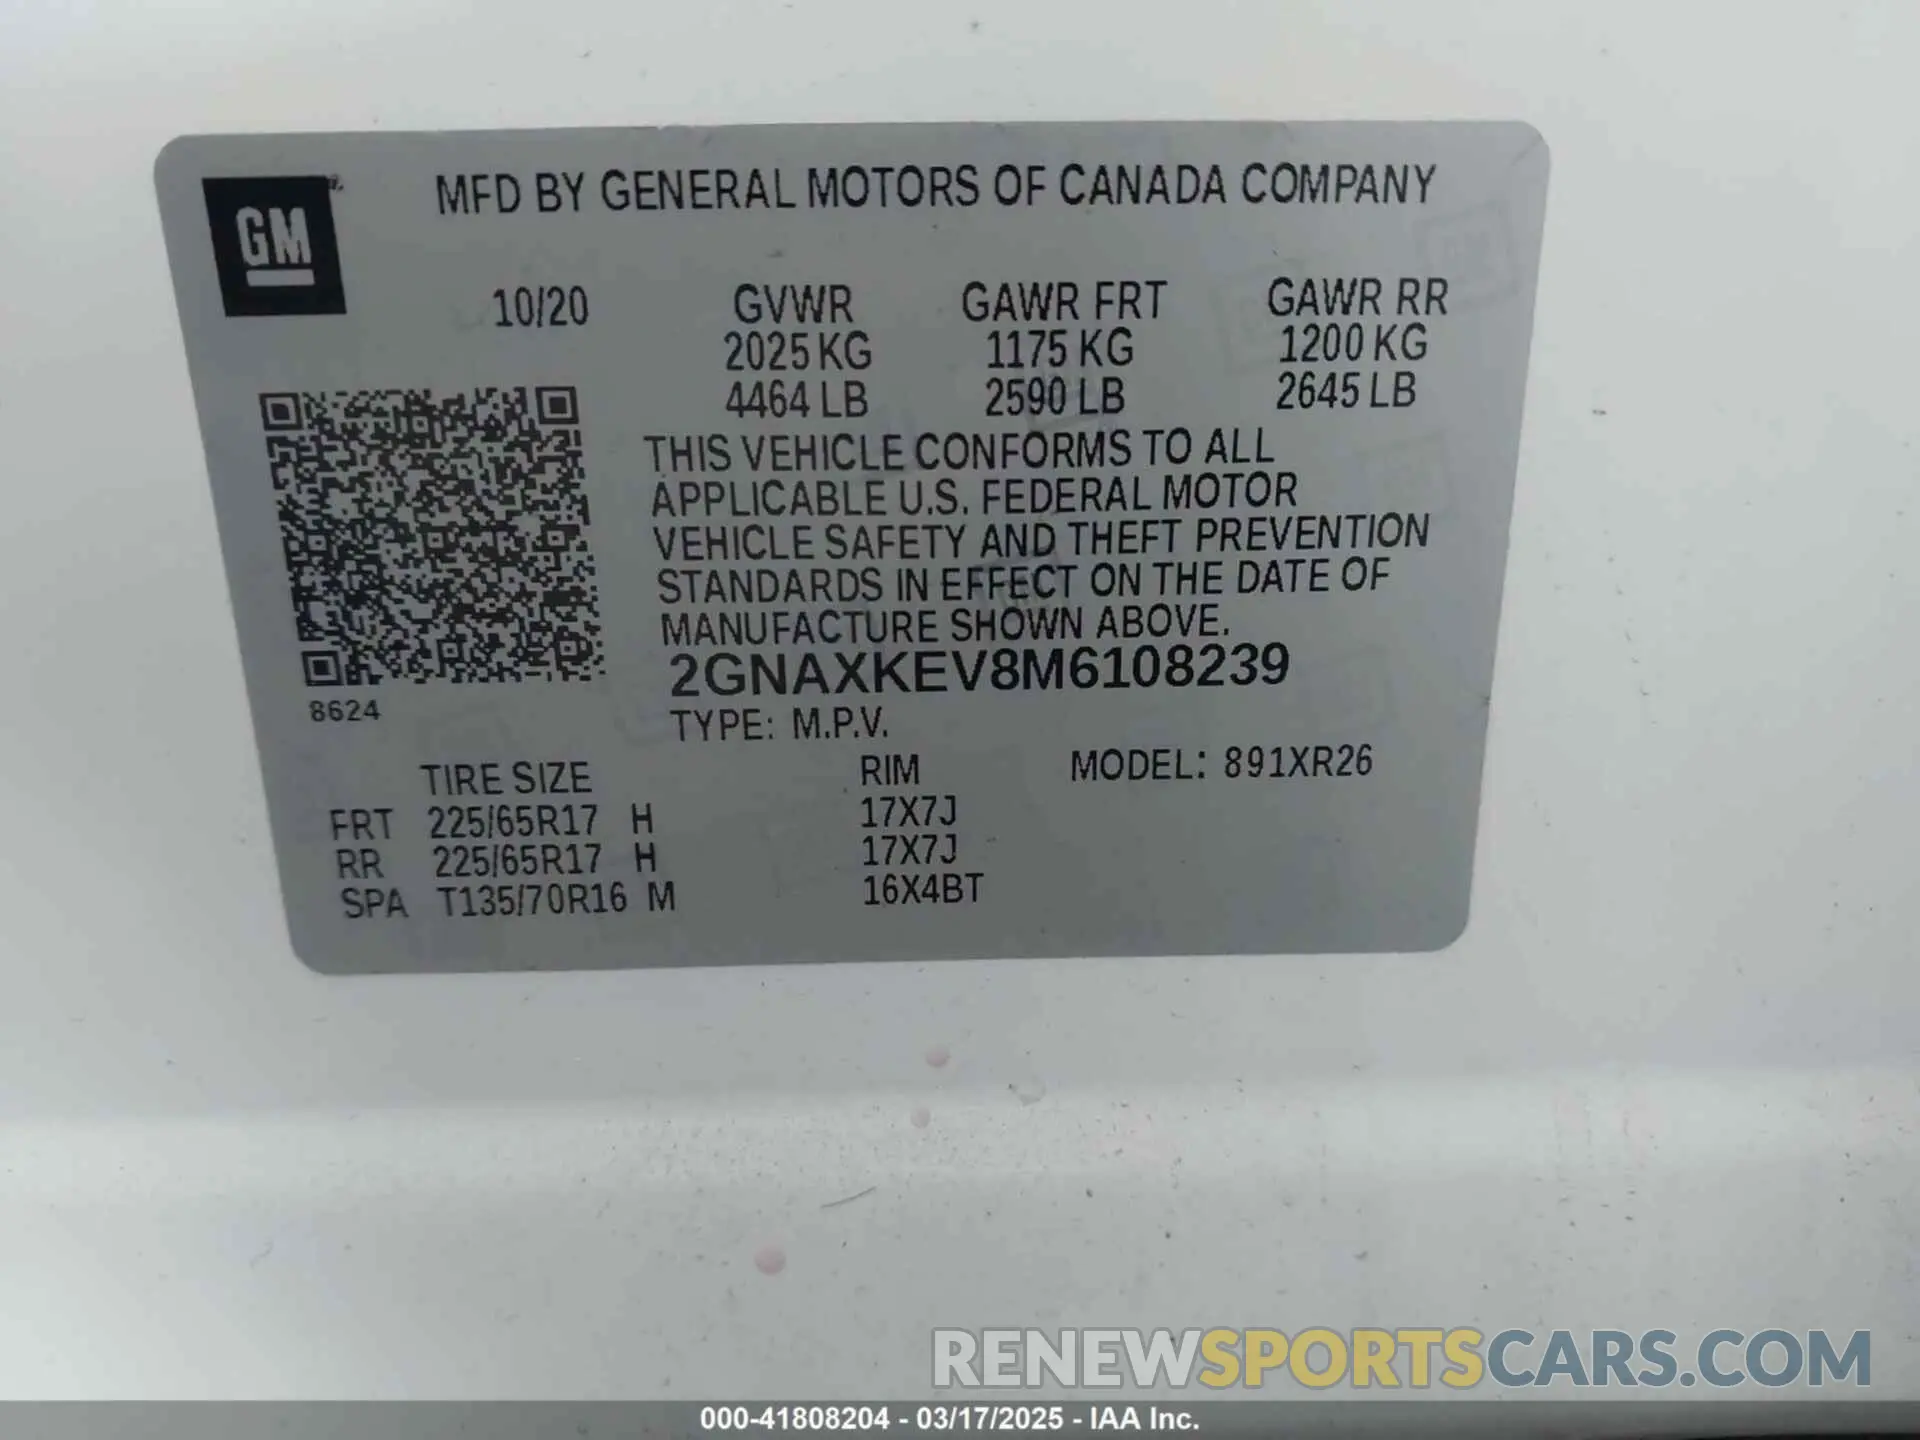 GM
MFD BY GENERAL MOTORS OF CANADA COMPANY
10/20 GVWR GAWR FRT GAWR RR
2025 KG 1175 KG 1200 KG
4464 LB 2590 LB 2645 LB
THIS VEHICLE CONFORMS TO ALL
APPLICABLE U.S. FEDERAL MOTOR
VEHICLE SAFETY AND THEFT PREVENTION
STANDARDS IN EFFECT ON THE DATE OF
MANUFACTURE SHOWN ABOVE.
2GNAXKEV8M6108239
8624
TYPE: M.P.V.
TIRE SIZE RIM MODEL: 891XR26
FRT 225/65R17 H 17X7J
RR 225/65R17 H 17X7J
SPA T135/70R16 M 16X4BT
RENEWSPORTSCARS.COM
000-41808204 - 03/17/2025 - IAA Inc.